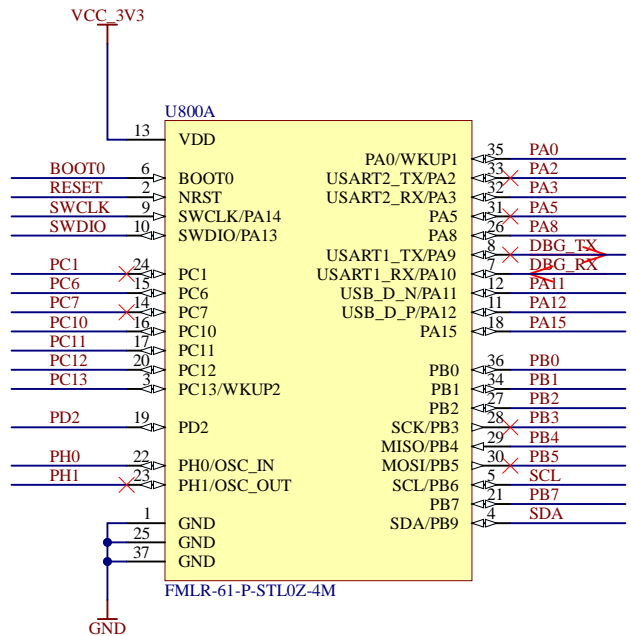 VCC_3V3
U800A
13 VDD
35 PA0/WKUP1 PA0
BOOT0 6 BOOT0
33 USART2_TX/PA2 PA2
RESET 2 NRST
32 USART2_RX/PA3 PA3
SWCLK 9 SWCLK/PA14
31 PA5 PA5
SWDIO 10 SWDIO/PA13
26 PA8 PA8
8 USART1_TX/PA9 DBG_TX
PC1 24 PC1
7 USART1_RX/PA10 DBG_RX
PC6 15 PC6
12 USB_D_N/PA11 PA11
PC7 14 PC7
11 USB_D_P/PA12 PA12
PC10 16 PC10
18 PA15 PA15
PC11 17 PC11
PC12 20 PC12
36 PB0 PB0
PC13 3 PC13/WKUP2
34 PB1 PB1
27 PB2 PB2
PD2 19 PD2
28 SCK/PB3 PB3
29 MISO/PB4 PB4
PH0 22 PH0/OSC_IN
30 MOSI/PB5 PB5
PH1 23 PH1/OSC_OUT
5 SCL/PB6 SCL
21 PB7 PB7
1 GND
4 SDA/PB9 SDA
25 GND
37 GND
FMLR-61-P-STL0Z-4M
GND